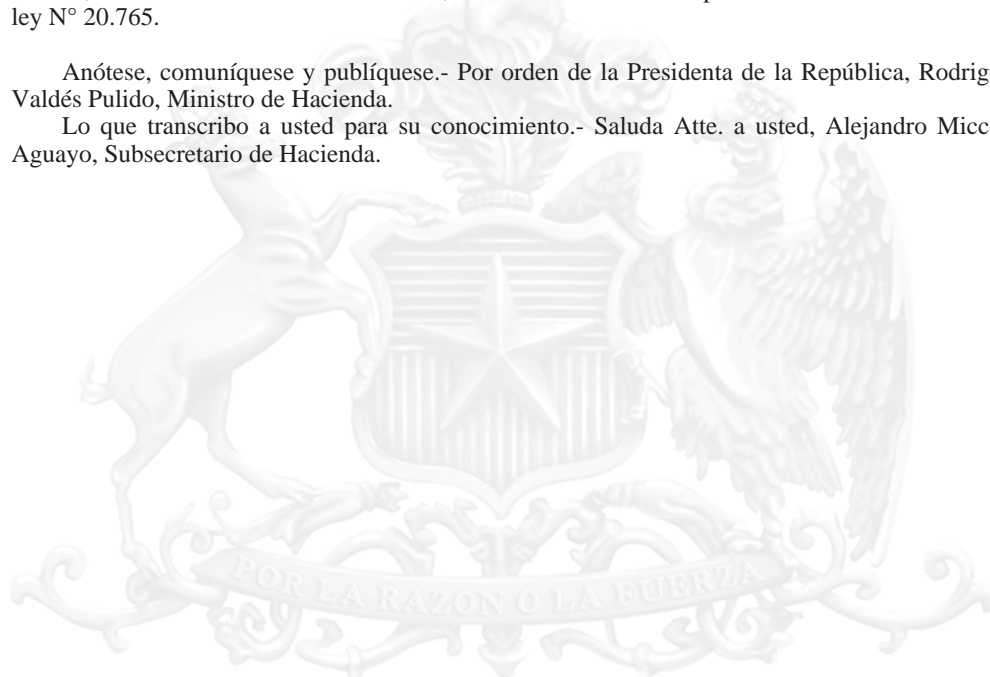 ley N° 20.765.
Anótese, comuníquese y publíquese.- Por orden de la Presidenta de la República, Rodrig
Valdés Pulido, Ministro de Hacienda.
Lo que transcribo a usted para su conocimiento.- Saluda Atte. a usted, Alejandro Micc
Aguayo, Subsecretario de Hacienda.
POR LA RAZON O LA FUERZA